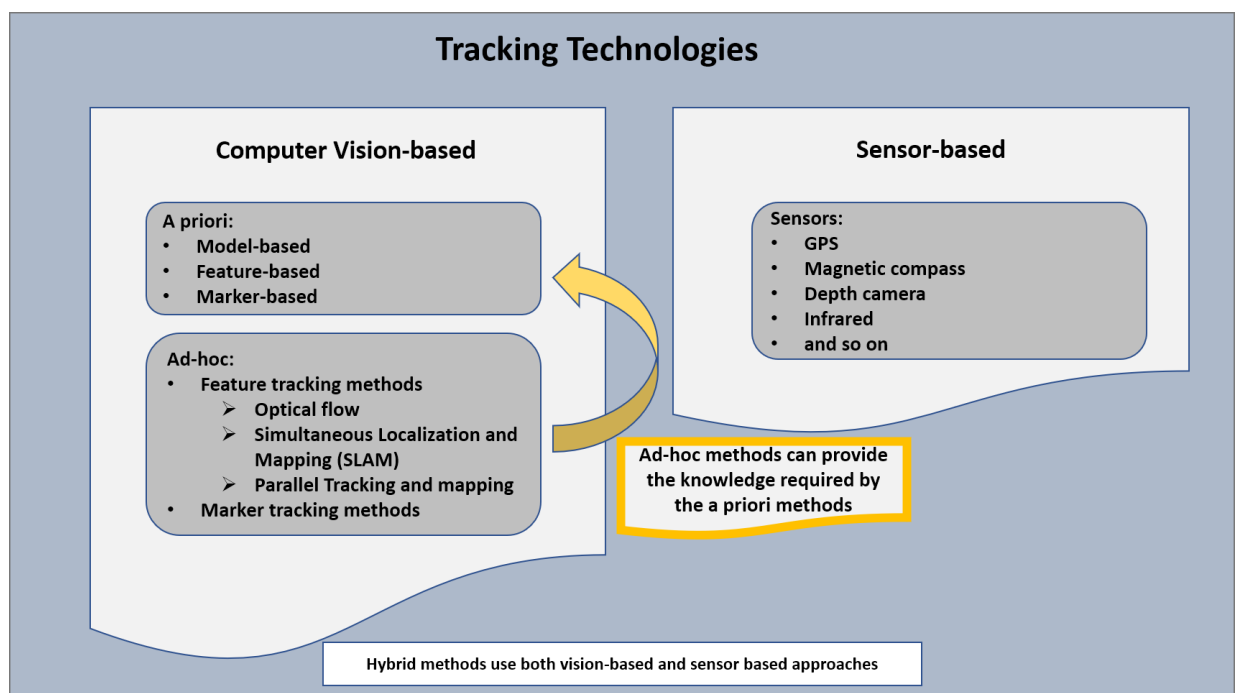 Tracking Technologies
Computer Vision-based
A priori:
• Model-based
• Feature-based
• Marker-based
Ad-hoc:
• Feature tracking methods
➢ Optical flow
➢ Simultaneous Localization and
Mapping (SLAM)
➢ Parallel Tracking and mapping
• Marker tracking methods
Sensor-based
Sensors:
• GPS
• Magnetic compass
• Depth camera
• Infrared
• and so on
Ad-hoc methods can provide
the knowledge required by
the a priori methods
Hybrid methods use both vision-based and sensor based approaches